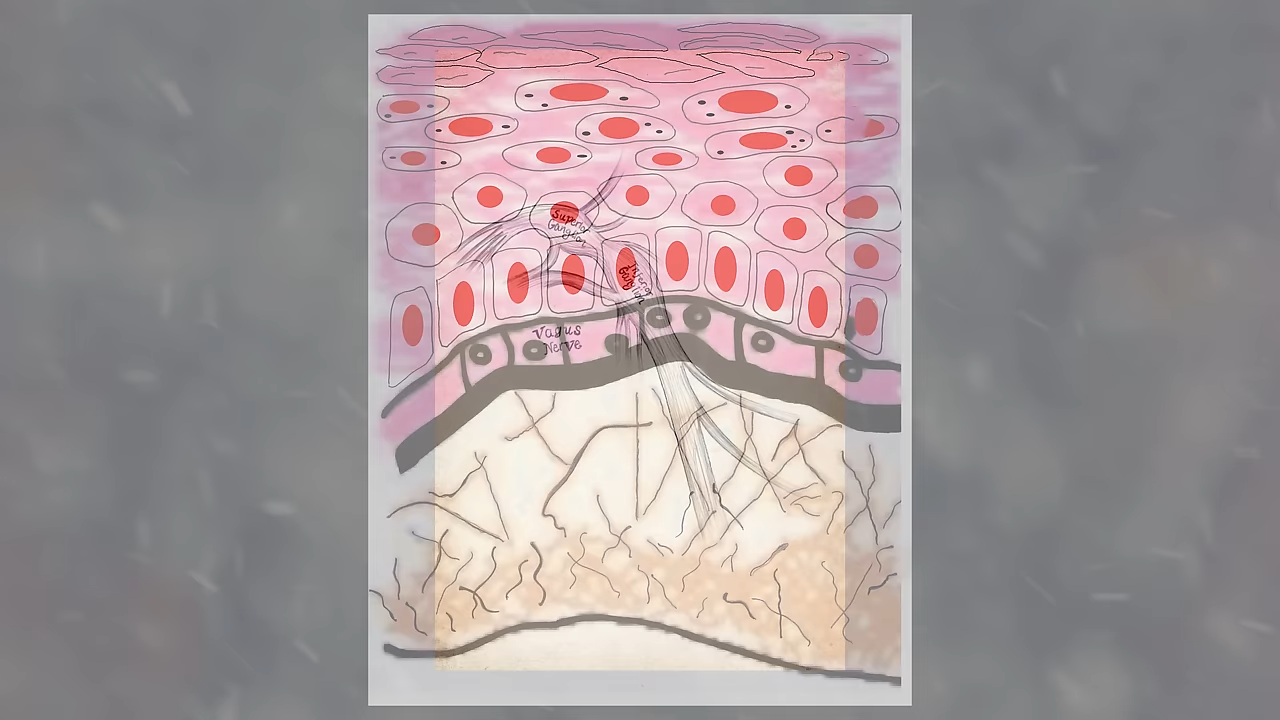 Superior
Ganglion
Inferior
Ganglion
Vagus
Nerve